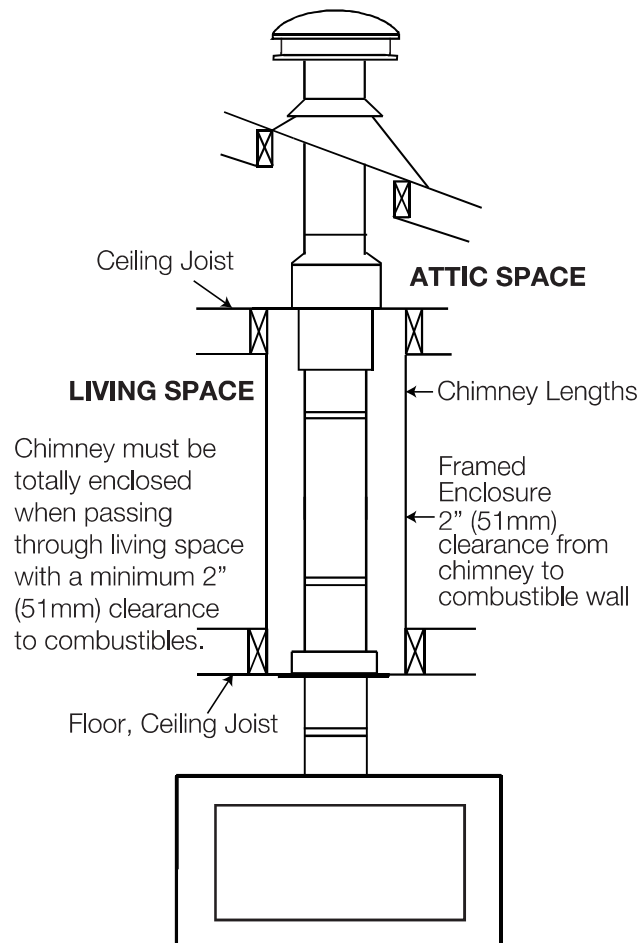 Ceiling Joist
ATTIC SPACE
LIVING SPACE
Chimney must be
totally enclosed
when passing
through living space
with a minimum 2”
(51mm) clearance
to combustibles.
Chimney Lengths
Framed
Enclosure
2” (51mm)
clearance from
chimney to
combustible wall
Floor, Ceiling Joist